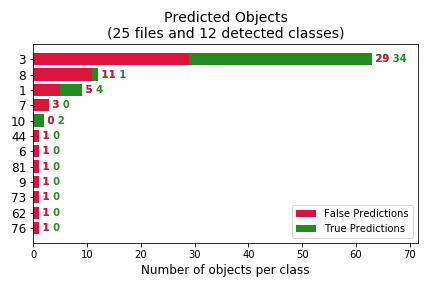 Predicted Objects
(25 files and 12 detected classes)
3 29 34
8 11 1
1 5 4
7 3 0
10 0 2
44 1 0
6 1 0
81 1 0
9 1 0
73 1 0
62 1 0
76 1 0
False Predictions
True Predictions
0 10 20 30 40 50 60 70
Number of objects per class